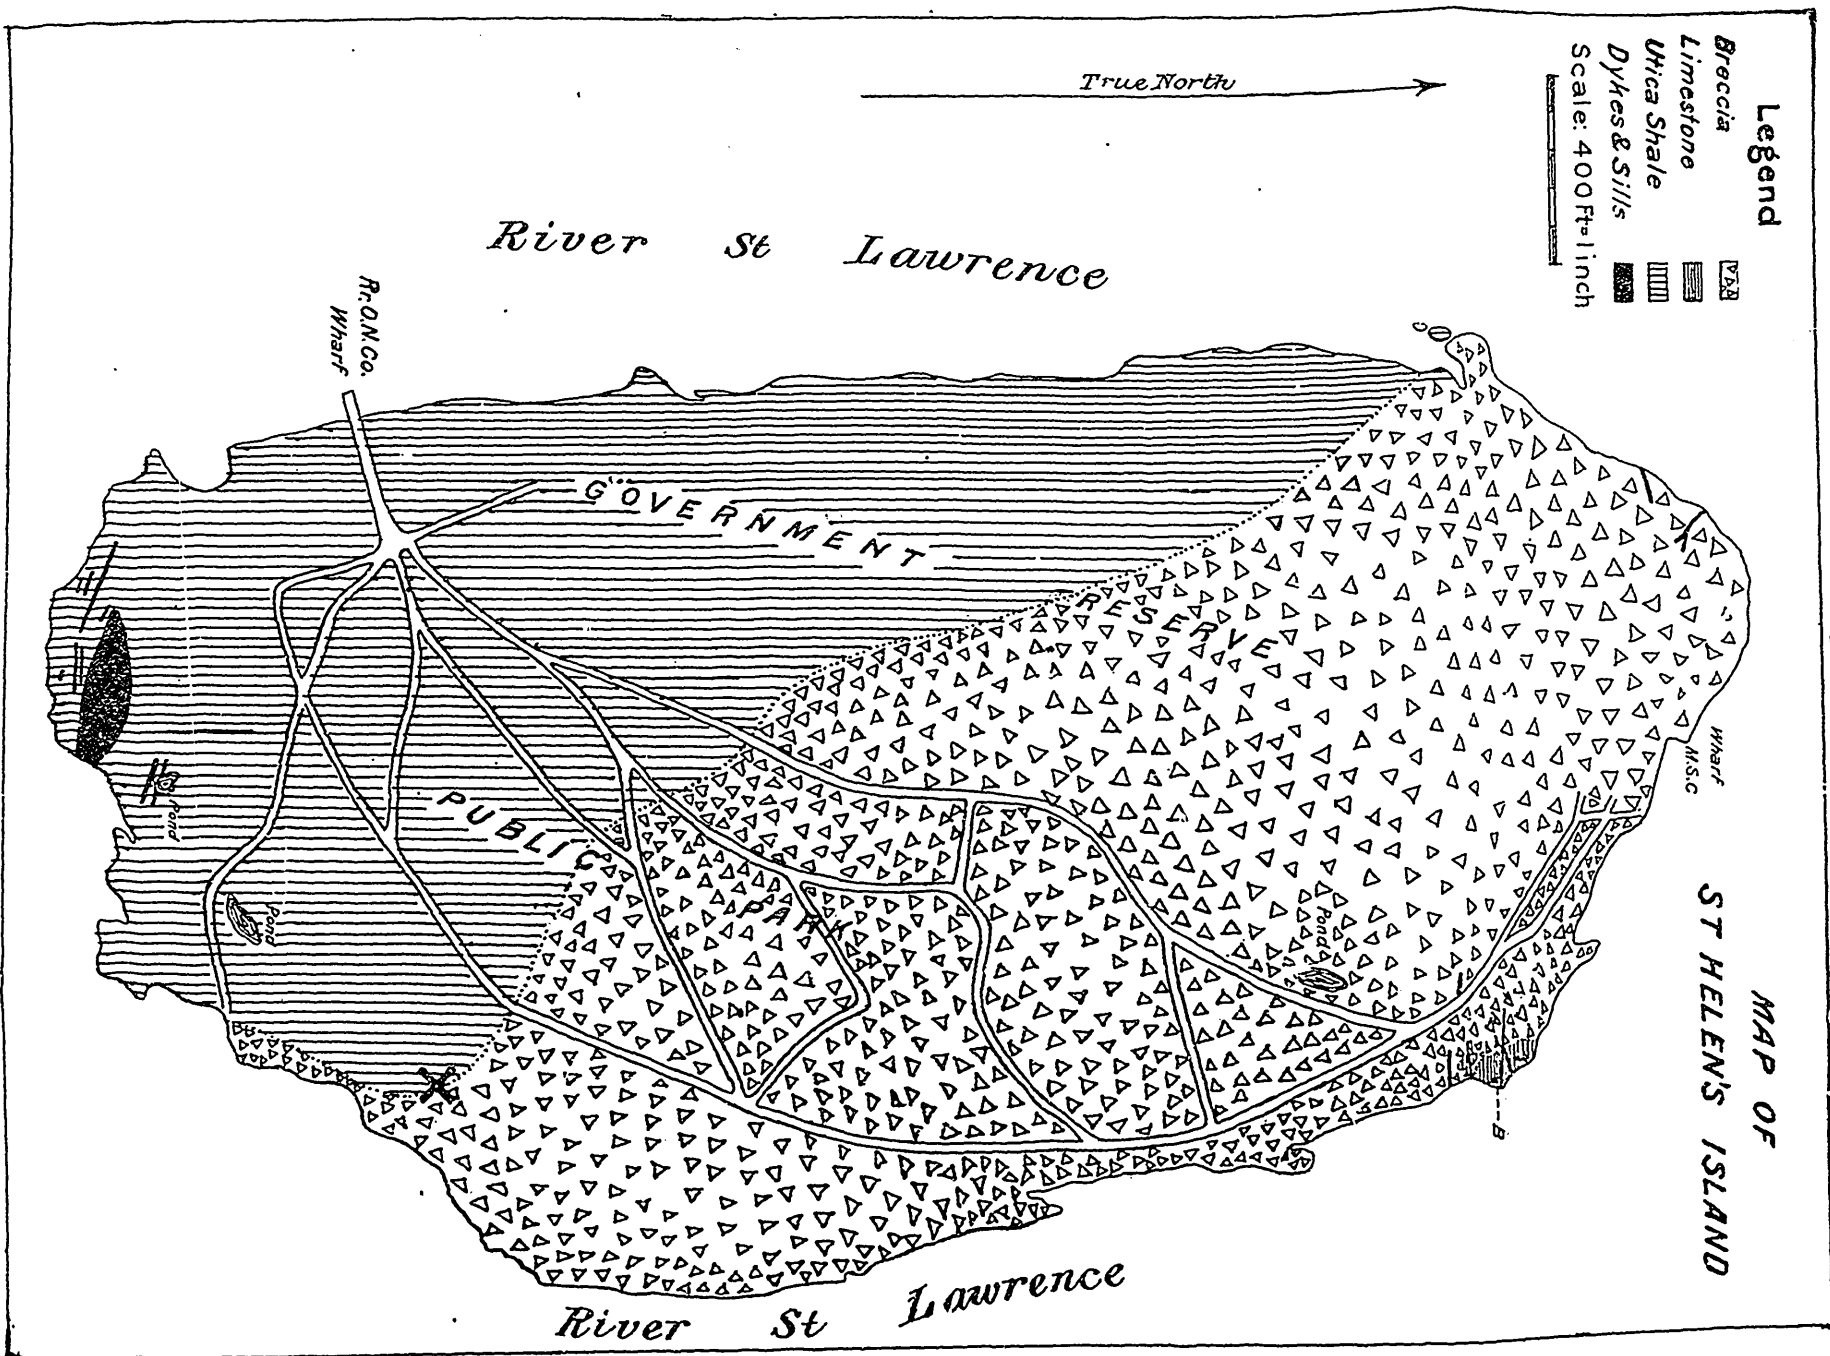 MAP OF
ST HELEN'S ISLAND
Legend
Breccia
Limestone
Utica Shale
Dykes & Sills
Scale: 400 Ft=1 inch
True North
River St Lawrence
Rr.O.N.Co.
Wharf
GOVERNMENT
RESERVE
PUBLIC
PARK
Pond
Pond
Pond
Wharf
M.S.C
B
River St Lawrence